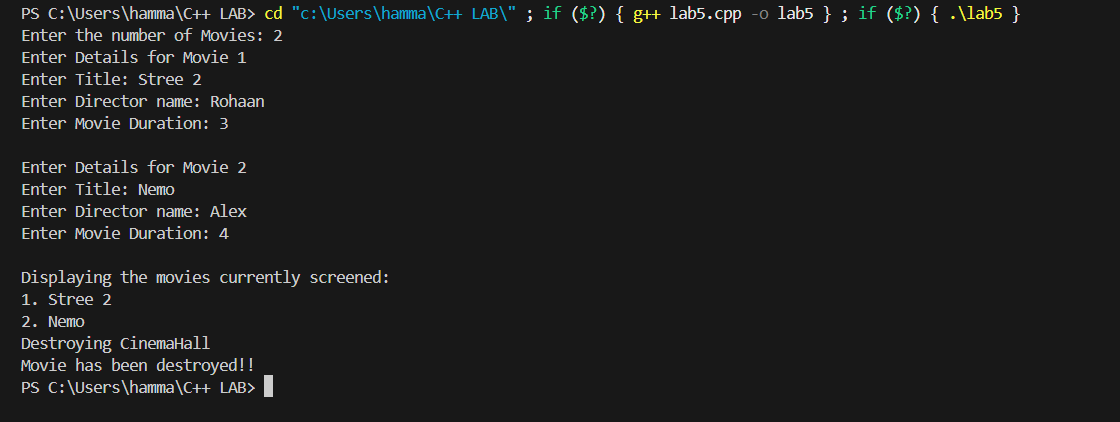 PS C:\Users\hamma\C++ LAB> cd "c:\Users\hamma\C++ LAB\" ; if ($?) { g++ lab5.cpp -o lab5 } ; if ($?) { .\lab5 }
Enter the number of Movies: 2
Enter Details for Movie 1
Enter Title: Stree 2
Enter Director name: Rohaan
Enter Movie Duration: 3
Enter Details for Movie 2
Enter Title: Nemo
Enter Director name: Alex
Enter Movie Duration: 4
Displaying the movies currently screened:
1. Stree 2
2. Nemo
Destroying CinemaHall
Movie has been destroyed!!
PS C:\Users\hamma\C++ LAB>